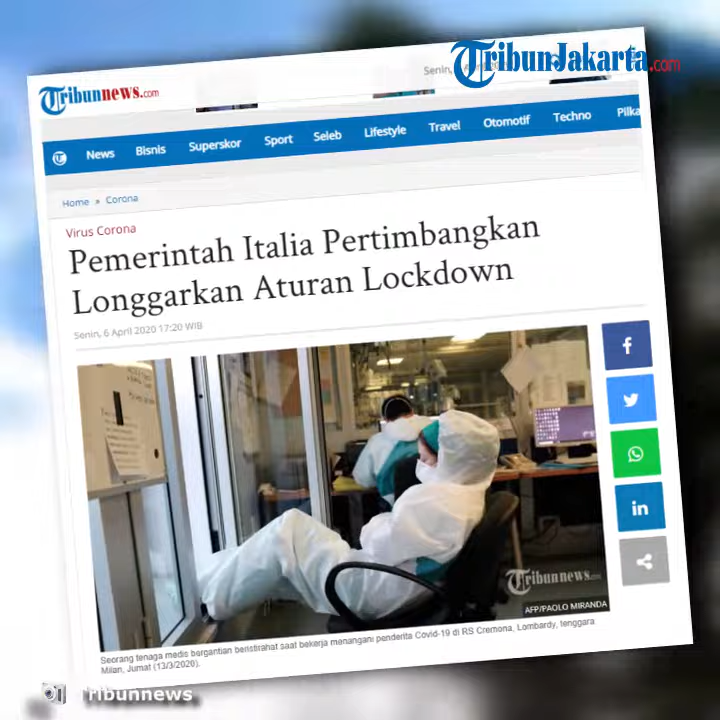 TribunJakarta.com
Senin,
Tribunnews.com
News Bisnis Superskor Sport Seleb Lifestyle Travel Otomotif Techno Pilka
Home » Corona
Virus Corona
Pemerintah Italia Pertimbangkan
Longgarkan Aturan Lockdown
Senin, 6 April 2020 17:20 WIB
Tribunnews.com
AFP/PAOLO MIRANDA
Seorang tenaga medis bergantian beristirahat saat bekerja menangani penderita Covid-19 di RS Cremona, Lombardy, tenggara
Milan, Jumat (13/3/2020).
Tribunnews